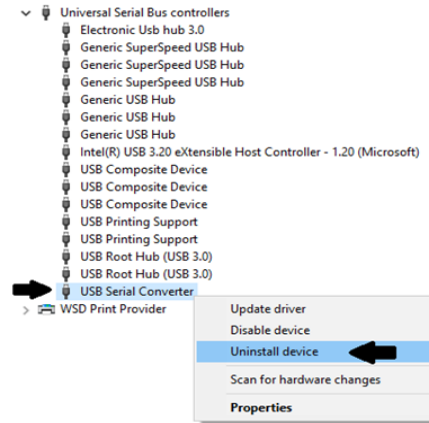 Universal Serial Bus controllers
Electronic Usb hub 3.0
Generic SuperSpeed USB Hub
Generic SuperSpeed USB Hub
Generic SuperSpeed USB Hub
Generic USB Hub
Generic USB Hub
Generic USB Hub
Intel(R) USB 3.20 eXtensible Host Controller - 1.20 (Microsoft)
USB Composite Device
USB Composite Device
USB Composite Device
USB Printing Support
USB Printing Support
USB Root Hub (USB 3.0)
USB Root Hub (USB 3.0)
USB Serial Converter
WSD Print Provider
Update driver
Disable device
Uninstall device
Scan for hardware changes
Properties